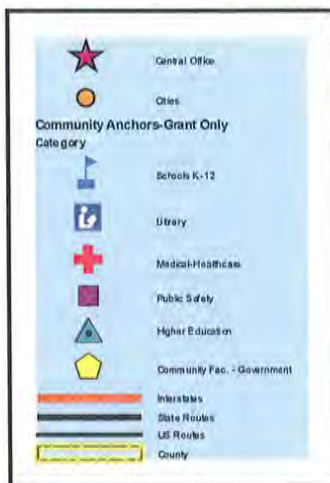 Central Office
Cities
Community Anchors-Grant Only
Category
Schools K-12
Library
Medical-Healthcare
Public Safety
Higher Education
Community Fac. - Government
Interstates
State Routes
US Routes
County